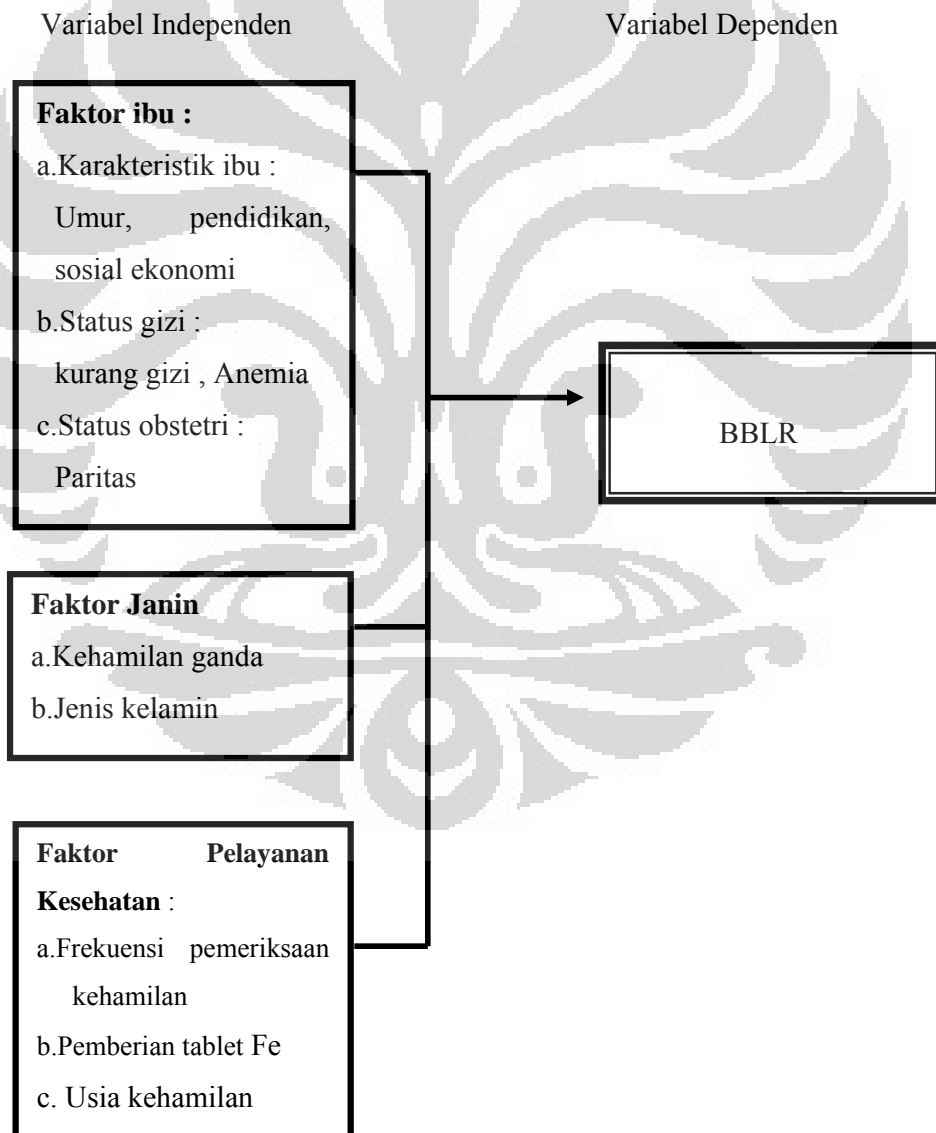 Variabel Independen
Variabel Dependen
Faktor ibu :
a.Karakteristik ibu :
Umur, pendidikan,
sosial ekonomi
b.Status gizi :
kurang gizi , Anemia
c.Status obstetri :
Paritas
BBLR
Faktor Janin
a.Kehamilan ganda
b.Jenis kelamin
Faktor Pelayanan
Kesehatan :
a.Frekuensi pemeriksaan
kehamilan
b.Pemberian tablet Fe
c. Usia kehamilan